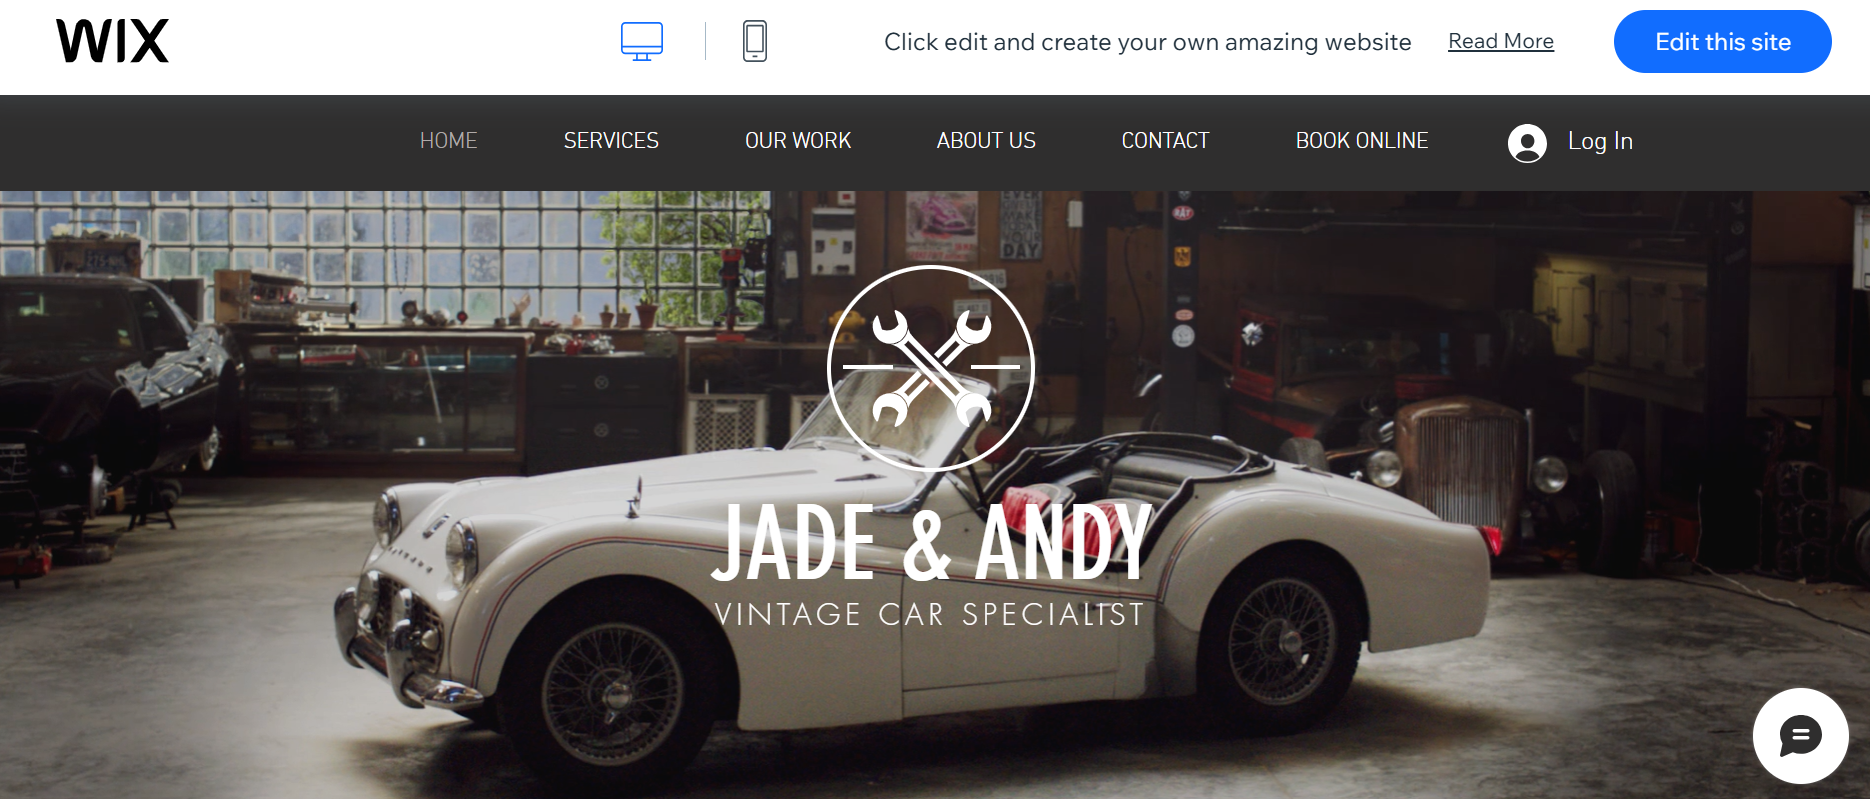 WIX
Click edit and create your own amazing website Read More Edit this site
HOME SERVICES OUR WORK ABOUT US CONTACT BOOK ONLINE Log In
JADE & ANDY
VINTAGE CAR SPECIALIST